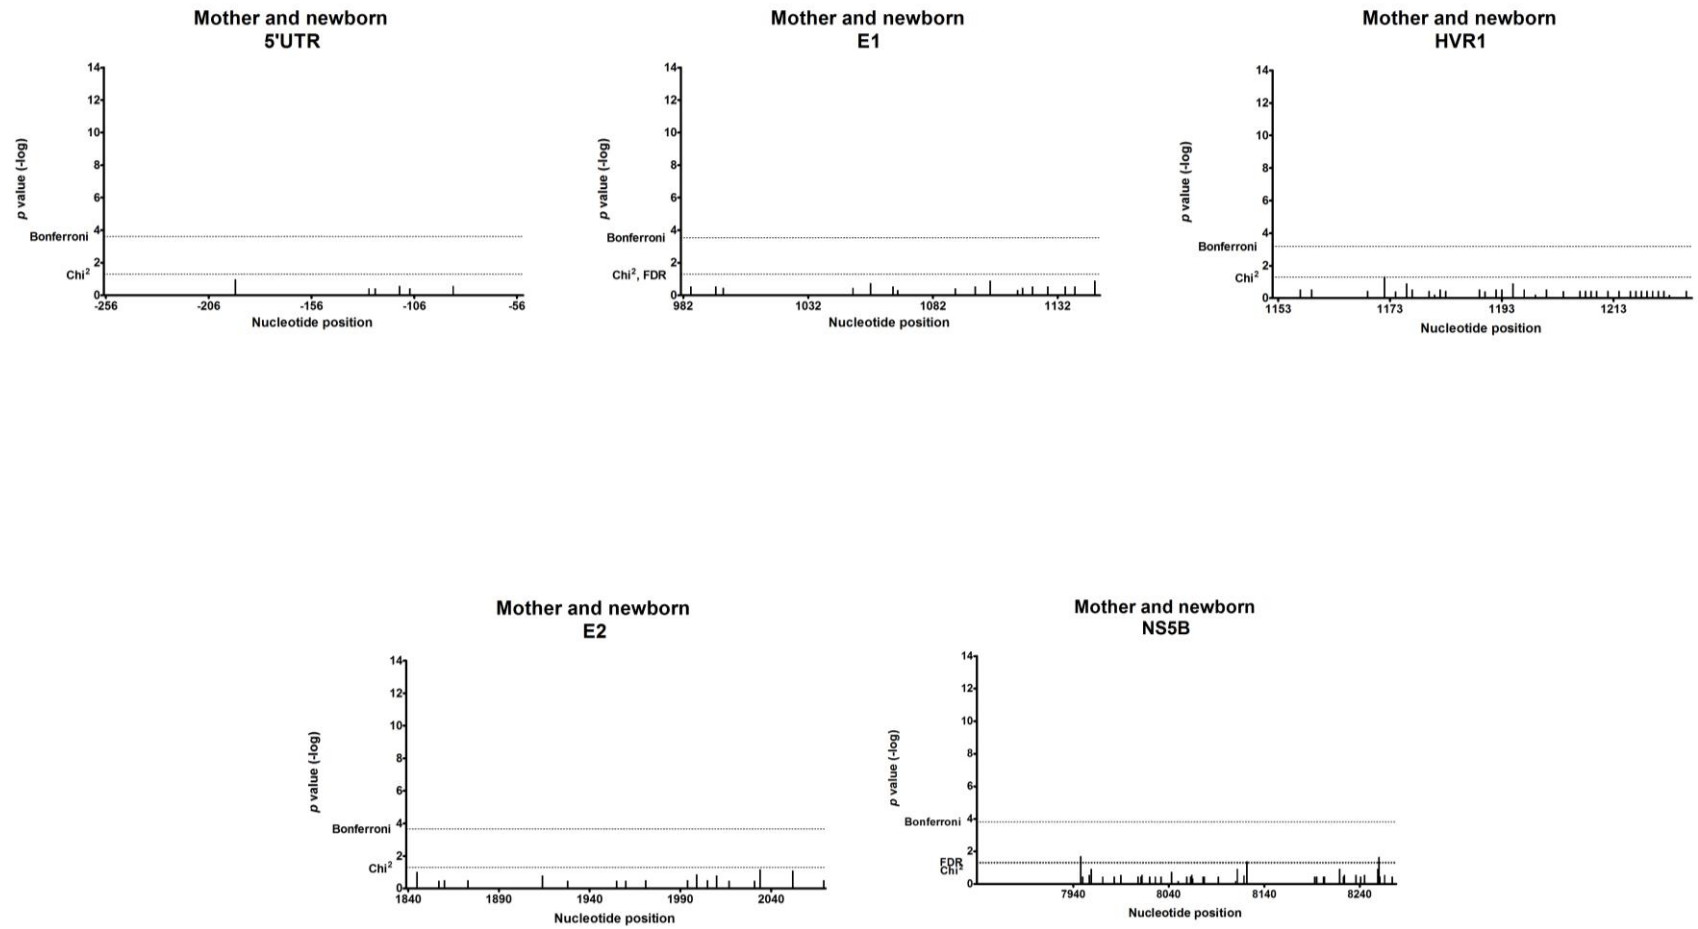 Mother and newborn
5'UTR
14
12
10
8
6
4
2
0
p value (-log)
Bonferroni
Chi²
-256 -206 -156 -106 -56
Nucleotide position
Mother and newborn
E1
14
12
10
8
6
4
2
0
p value (-log)
Bonferroni
Chi², FDR
982 1032 1082 1132
Nucleotide position
Mother and newborn
HVR1
14
12
10
8
6
4
2
0
p value (-log)
Bonferroni
Chi²
1153 1173 1193 1213
Nucleotide position
Mother and newborn
E2
14
12
10
8
6
4
2
0
p value (-log)
Bonferroni
Chi²
1840 1890 1940 1990 2040
Nucleotide position
Mother and newborn
NS5B
14
12
10
8
6
4
2
0
p value (-log)
Bonferroni
FDR
Chi²
7940 8040 8140 8240
Nucleotide position